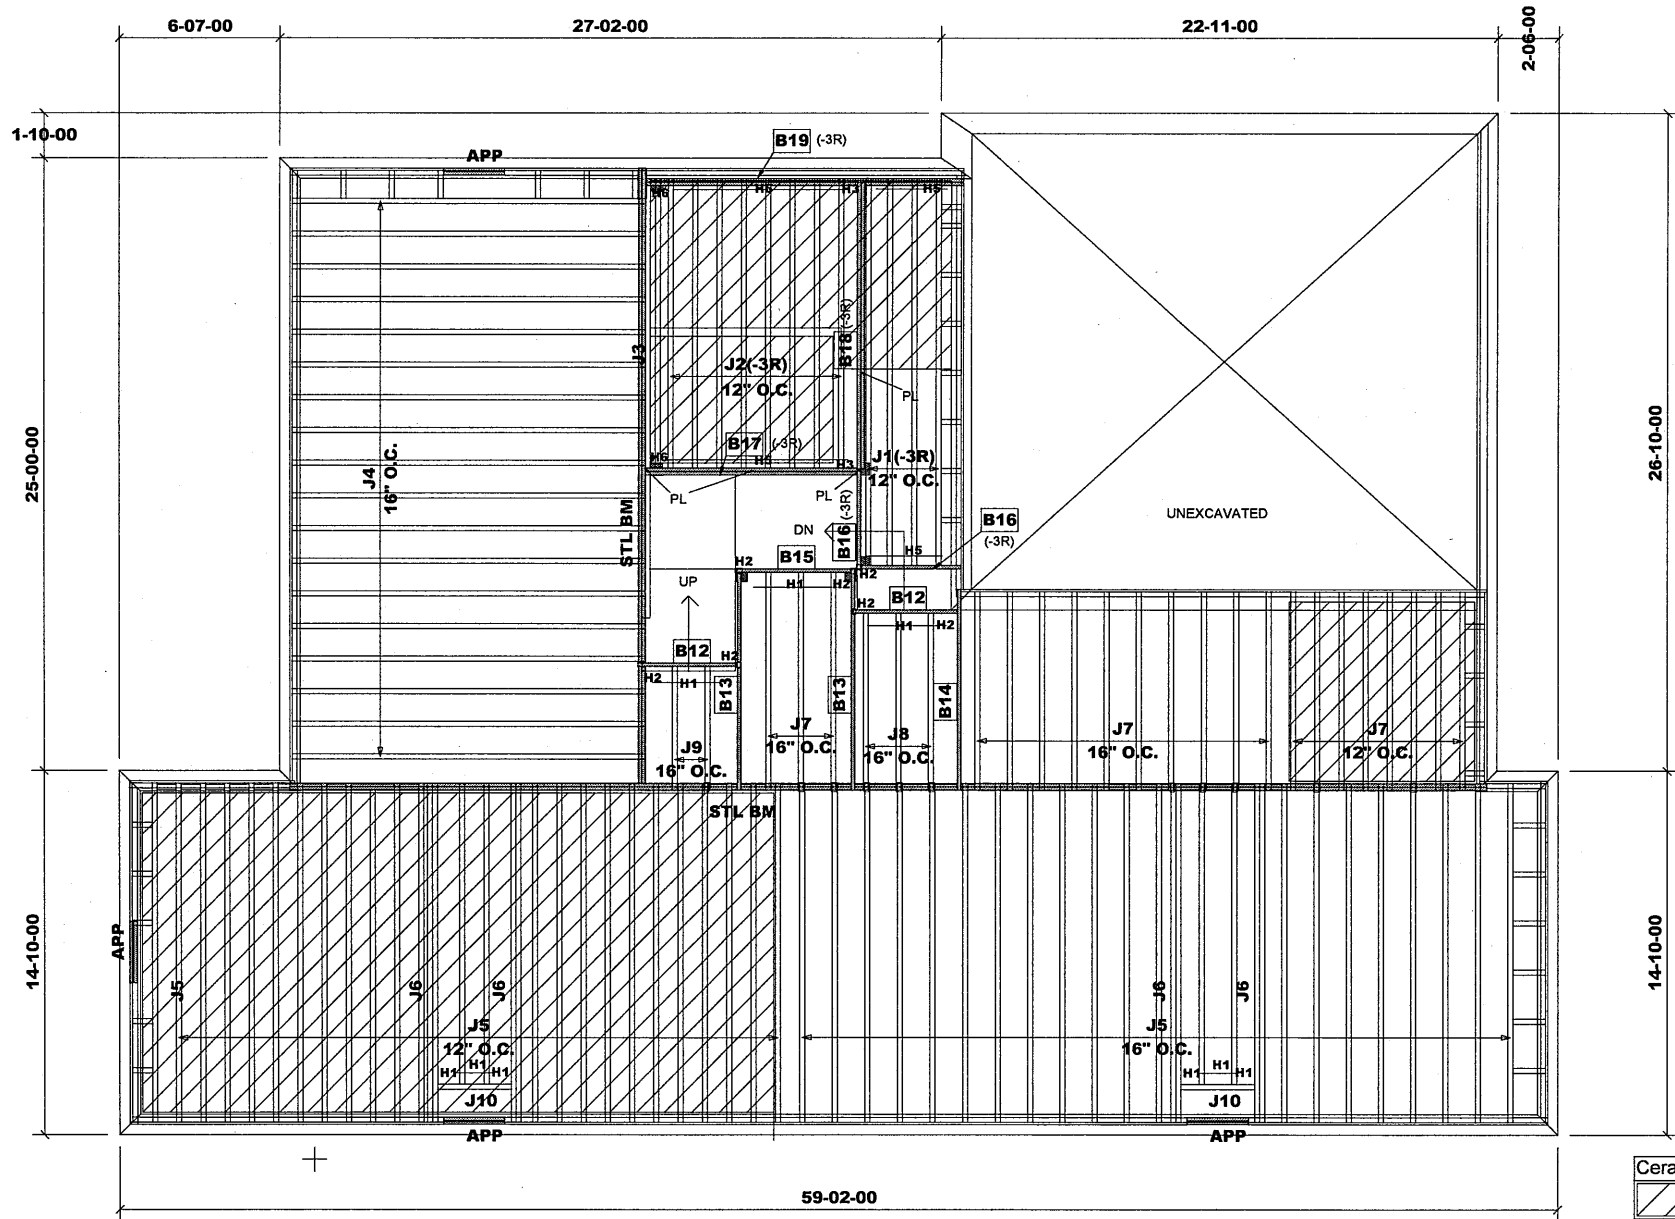 6-07-00
27-02-00
22-11-00
2-06-00
1-10-00
APP
B19 (-3R)
H6
H5
H3
H5
J3
B18 (-3R)
J2(-3R)
12" O.C.
PL
25-00-00
J4
16" O.C.
26-10-00
B17 (-3R)
H6
H3
J1(-3R)
12" O.C.
PL
PL
STL BM
B16 (-3R)
DN
B16
(-3R)
UNEXCAVATED
H5
H2
B15
H2
UP
H1
H2
H2
B12
H1
H2
B12
H2
H2
H1
B13
B13
B14
J9
16" O.C.
J7
16" O.C.
J8
16" O.C.
J7
16" O.C.
J7
12" O.C.
STL BM
14-10-00
APP
J5
J6
J6
J6
J6
14-10-00
J5
12" O.C.
J5
16" O.C.
H1
H1
H1
H1
H1
H1
J10
J10
APP
APP
Cera
59-02-00